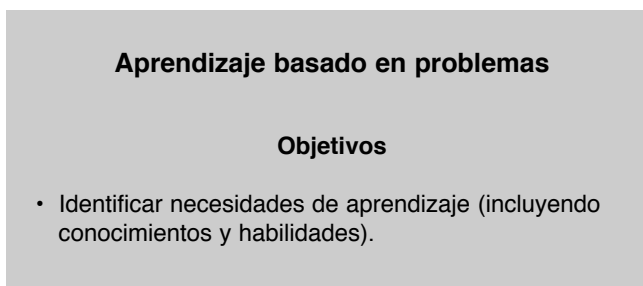 Aprendizaje basado en problemas
Objetivos
• Identificar necesidades de aprendizaje (incluyendo
conocimientos y habilidades).